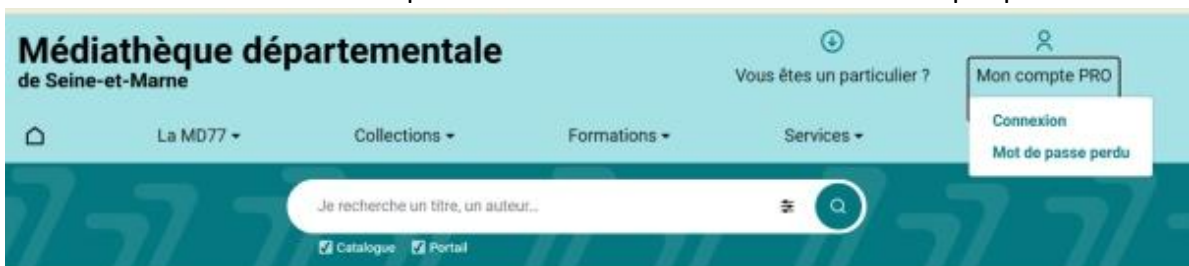 Médiathèque départementale
de Seine-et-Marne
Vous êtes un particulier ?
Mon compte PRO
Connexion
Mot de passe perdu
La MD77
Collections
Formations
Services
Je recherche un titre, un auteur...
Catalogue Portail